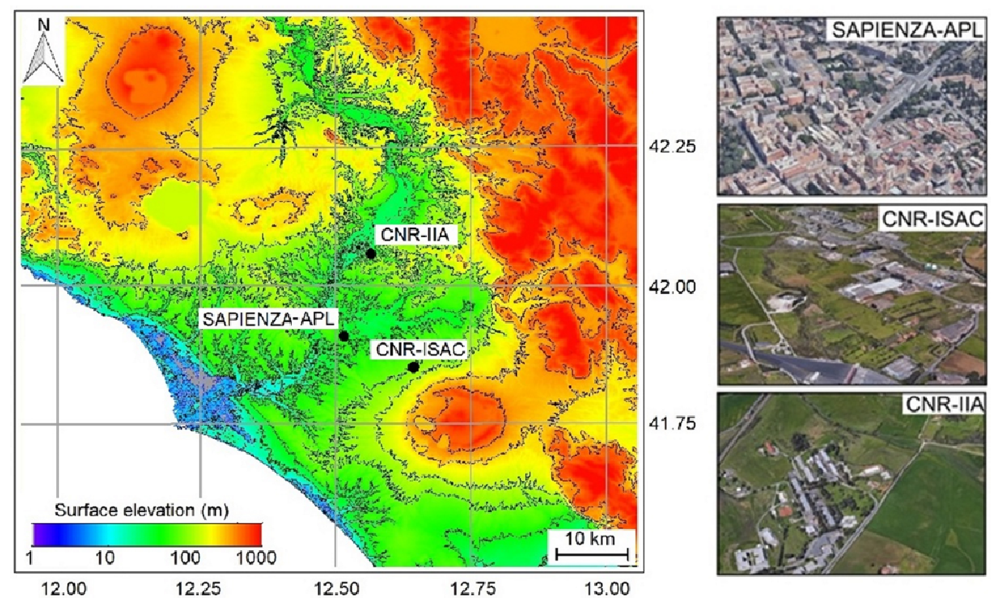 N
SAPIENZA-APL
42.25
CNR-ISAC
CNR-IIA
42.00
SAPIENZA-APL
CNR-ISAC
CNR-IIA
41.75
Surface elevation (m)
1 10 100 1000
10 km
12.00 12.25 12.50 12.75 13.00